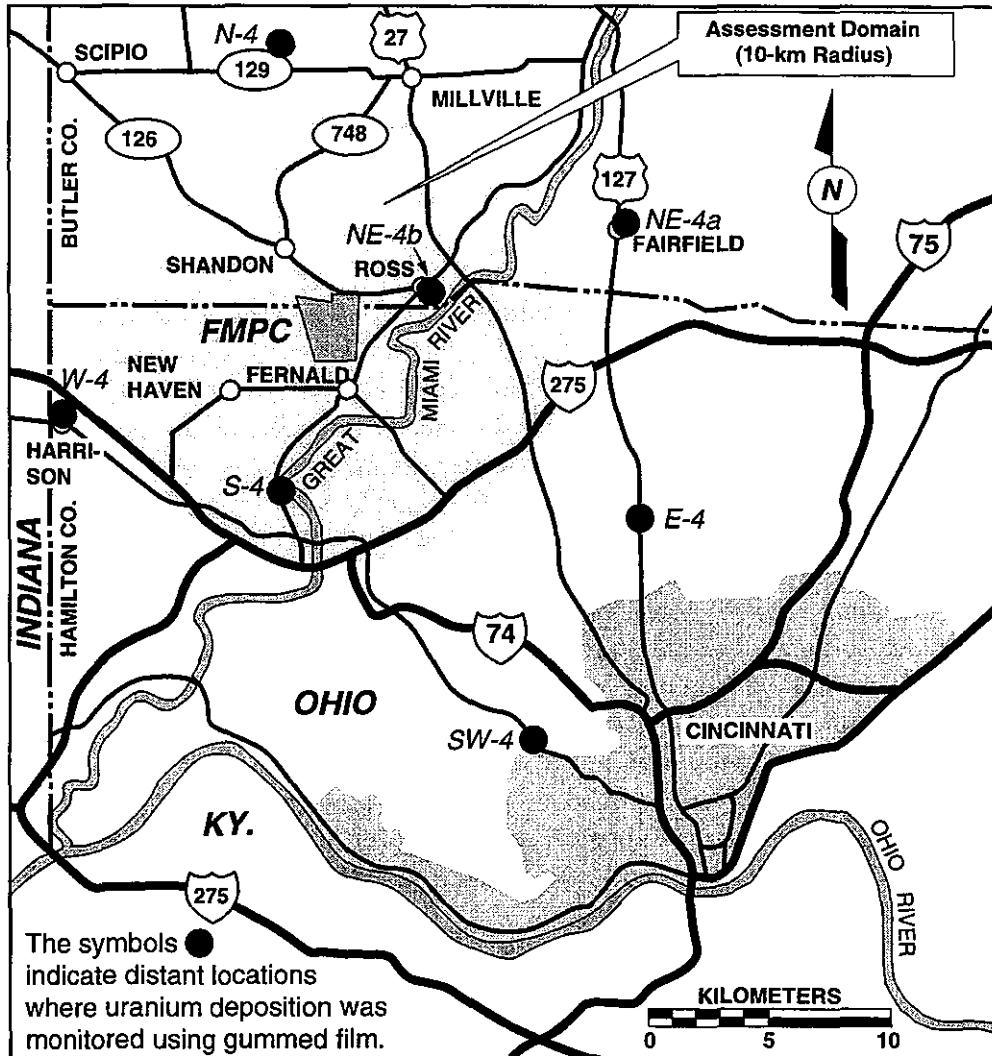 Assessment Domain
(10-km Radius)
N-4
27
SCIPIO
129
MILLVILLE
126
748
BUTLER CO.
127
N
NE-4a
FAIRFIELD
75
NE-4b
SHANDON
ROSS
FMPC
RIVER
MIAMI
GREAT
W-4
NEW
HAVEN
FERNALD
275
HARRI-
SON
S-4
E-4
INDIANA
HAMILTON CO.
74
OHIO
SW-4
CINCINNATI
KY.
OHIO
RIVER
275
The symbols
indicate distant locations
where uranium deposition was
monitored using gummed film.
KILOMETERS
0 5 10